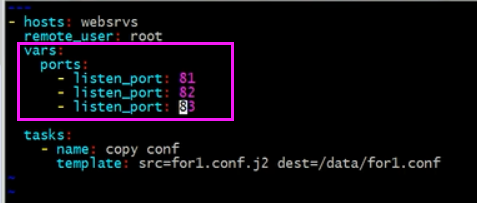 ---
- hosts: websrvs
  remote_user: root
  vars:
    ports:
      - listen_port: 81
      - listen_port: 82
      - listen_port: 83

  tasks:
    - name: copy conf
      template: src=for1.conf.j2 dest=/data/for1.conf
~
~